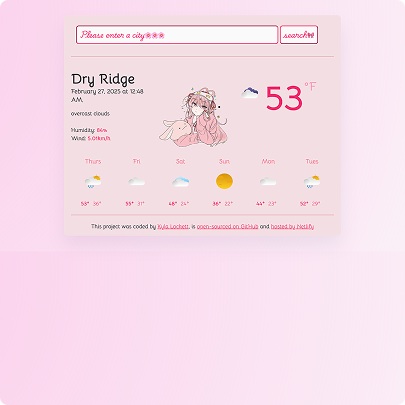 Please enter a city❀❀❀ search
Dry Ridge
February 27, 2025 at 12:48
AM.
overcast clouds
Humidity: 86%
Wind: 5.01km/h
53 °F
Thurs Fri Sat Sun Mon Tues
53° 36° 55° 31° 48° 24° 36° 22° 44° 23° 52° 29°
This project was coded by Kyla Lockett, is open-sourced on GitHub and hosted by Netlify